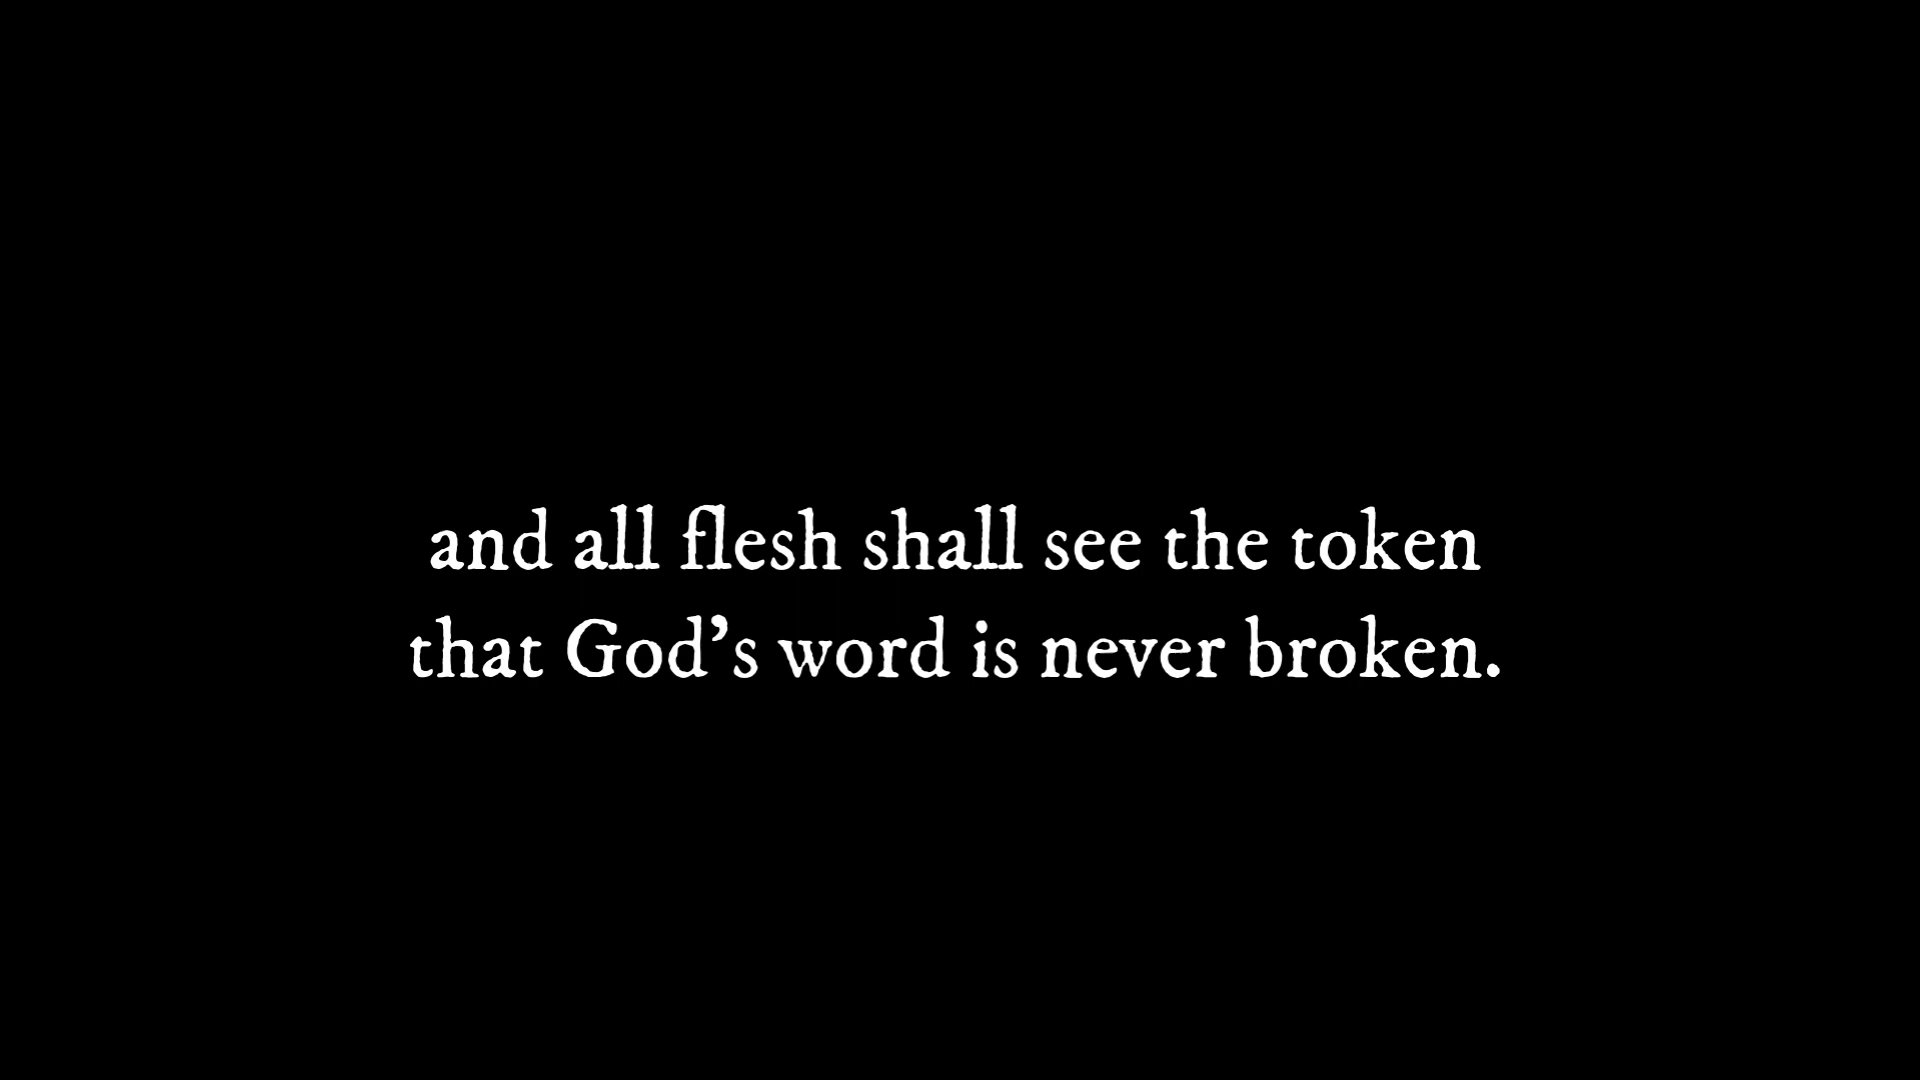 and all flesh shall see the token
that God’s word is never broken.